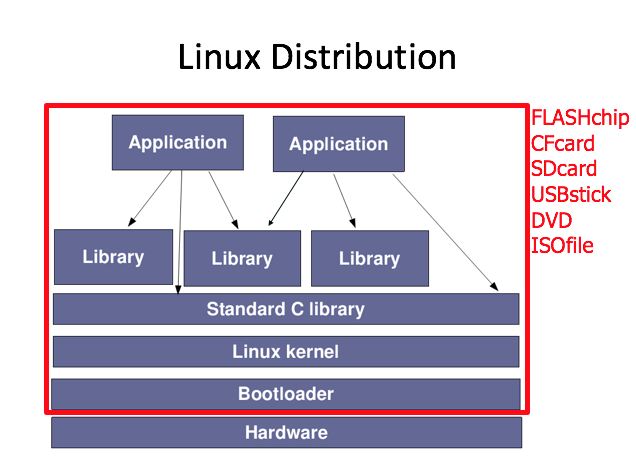 Linux Distribution
Application
Application
FLASHchip
CFcard
SDcard
USBstick
DVD
ISOfile
Library
Library
Library
Standard C library
Linux kernel
Bootloader
Hardware